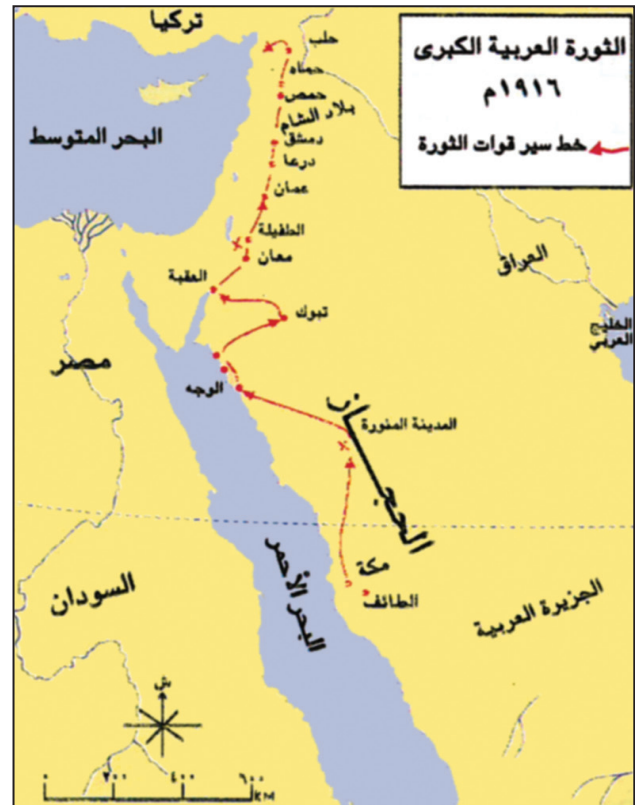 الثورة العربية الكبرى
١٩١٦م
خط سير قوات الثورة
تركيا
حلب
حماه
حمص
بلاد الشام
البحر المتوسط
دمشق
درعا
عمان
الطفيلة
معان
العقبة
العراق
تبوك
الخليج
العربي
مصر
الوجه
المدينة المنورة
الحجـــاز
مكة
الطائف
السودان
البحر الأحمر
الجزيرة العربية
ش
٠ ٢٠٠ ٤٠٠ ٦٠٠
KM